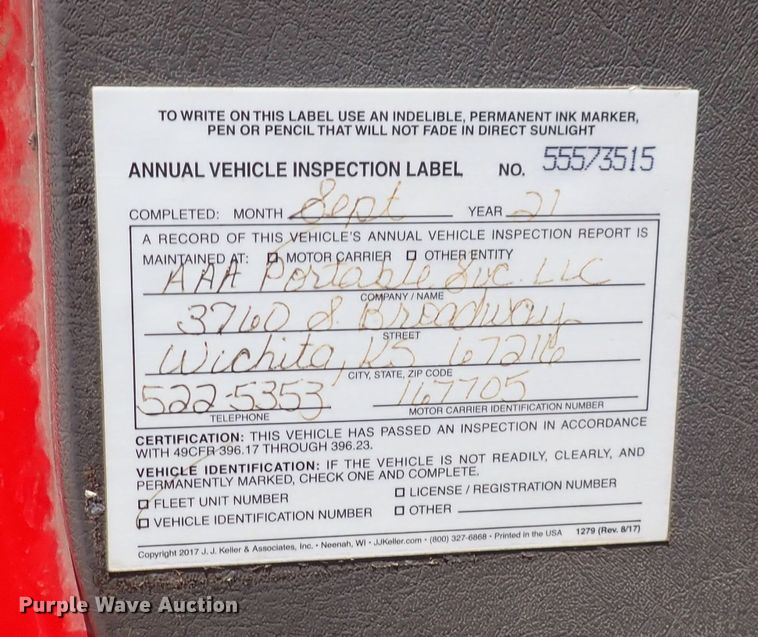 TO WRITE ON THIS LABEL USE AN INDELIBLE, PERMANENT INK MARKER,
PEN OR PENCIL THAT WILL NOT FADE IN DIRECT SUNLIGHT
ANNUAL VEHICLE INSPECTION LABEL NO. 55573515
COMPLETED: MONTH Sept YEAR 21
A RECORD OF THIS VEHICLE'S ANNUAL VEHICLE INSPECTION REPORT IS
MAINTAINED AT: MOTOR CARRIER OTHER ENTITY
AAA Portable Svc. LLC
COMPANY / NAME
3760 S. Broadway
STREET
Wichita, KS 67216
CITY, STATE, ZIP CODE
522-5353 167705
TELEPHONE MOTOR CARRIER IDENTIFICATION NUMBER
CERTIFICATION: THIS VEHICLE HAS PASSED AN INSPECTION IN ACCORDANCE
WITH 49CFR 396.17 THROUGH 396.23.
VEHICLE IDENTIFICATION: IF THE VEHICLE IS NOT READILY, CLEARLY, AND
PERMANENTLY MARKED, CHECK ONE AND COMPLETE.
FLEET UNIT NUMBER LICENSE / REGISTRATION NUMBER
VEHICLE IDENTIFICATION NUMBER OTHER
Copyright 2017 J. J. Keller & Associates, Inc. • Neenah, WI • JJKeller.com • (800) 327-6868 • Printed in the USA 1279 (Rev. 8/17)
Purple Wave Auction